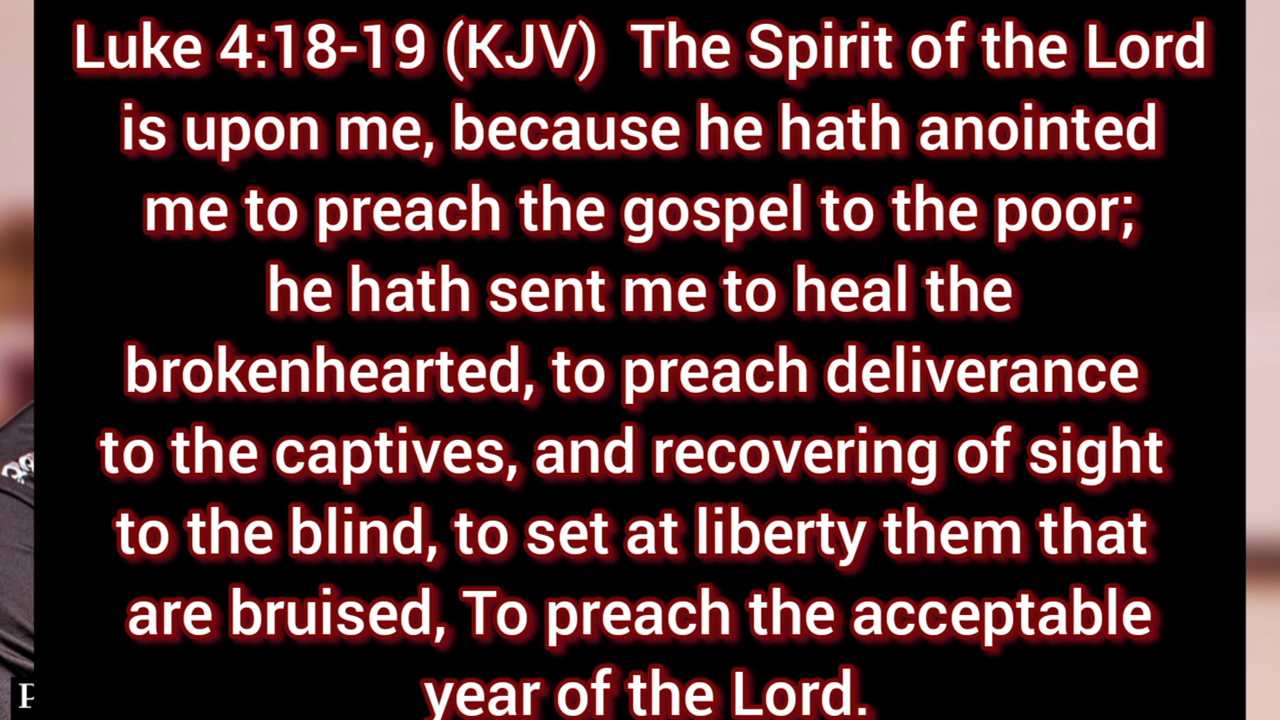 Luke 4:18-19 (KJV) The Spirit of the Lord
is upon me, because he hath anointed
me to preach the gospel to the poor;
he hath sent me to heal the
brokenhearted, to preach deliverance
to the captives, and recovering of sight
to the blind, to set at liberty them that
are bruised, To preach the acceptable
year of the Lord.
P